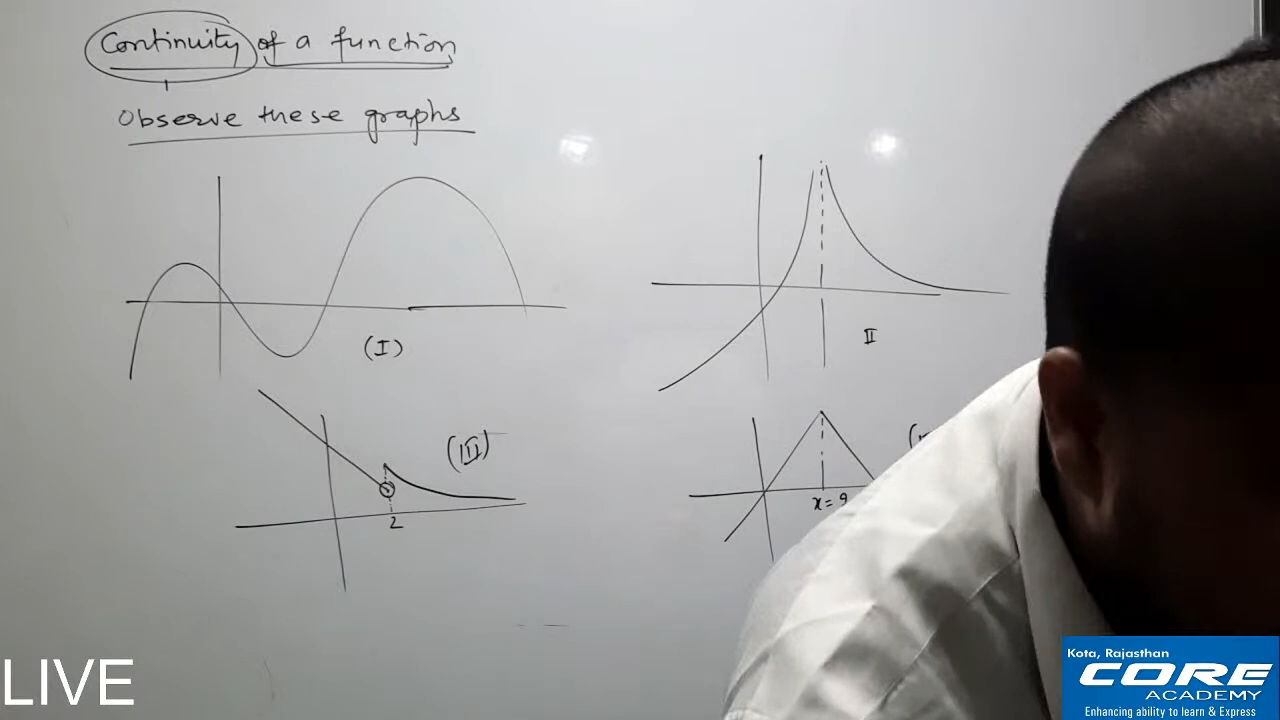 Continuity of a function
Observe these graphs
(I)
II
(III)
2
x = 9
LIVE
Kota, Rajasthan
CORE
ACADEMY
Enhancing ability to learn & Express